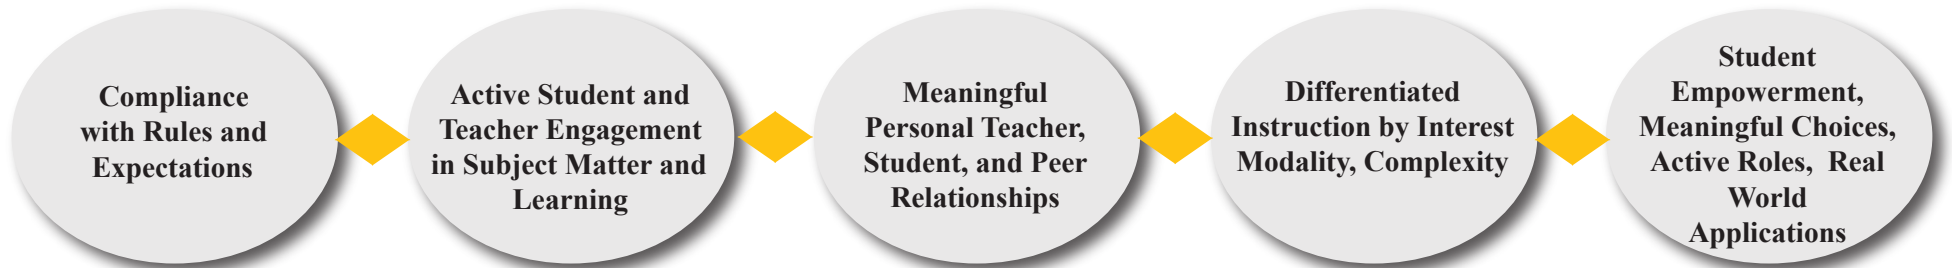 Compliance
with Rules and
Expectations
Active Student and
Teacher Engagement
in Subject Matter and
Learning
Meaningful
Personal Teacher,
Student, and Peer
Relationships
Differentiated
Instruction by Interest
Modality, Complexity
Student
Empowerment,
Meaningful Choices,
Active Roles,  Real
World
Applications